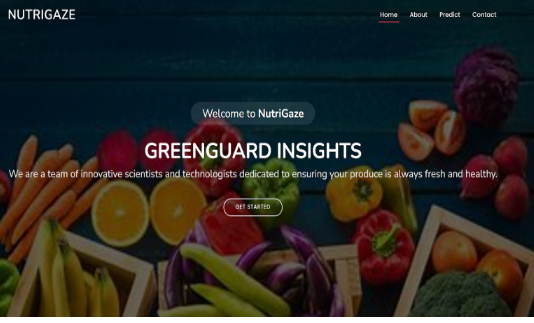 NUTRIGAZE
Home About Predict Contact
Welcome to NutriGaze
GREENGUARD INSIGHTS
We are a team of innovative scientists and technologists dedicated to ensuring your produce is always fresh and healthy.
GET STARTED